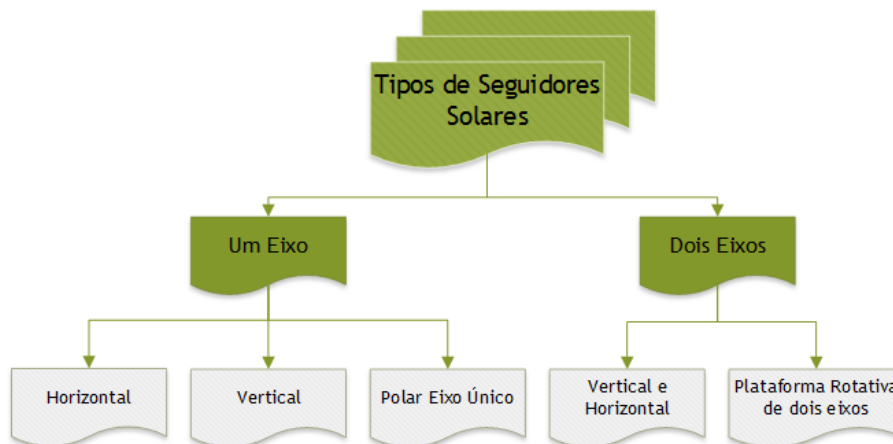 Tipos de Seguidores
Solares
Um Eixo
Dois Eixos
Horizontal
Vertical
Polar Eixo Único
Vertical e
Horizontal
Plataforma Rotativa
de dois eixos